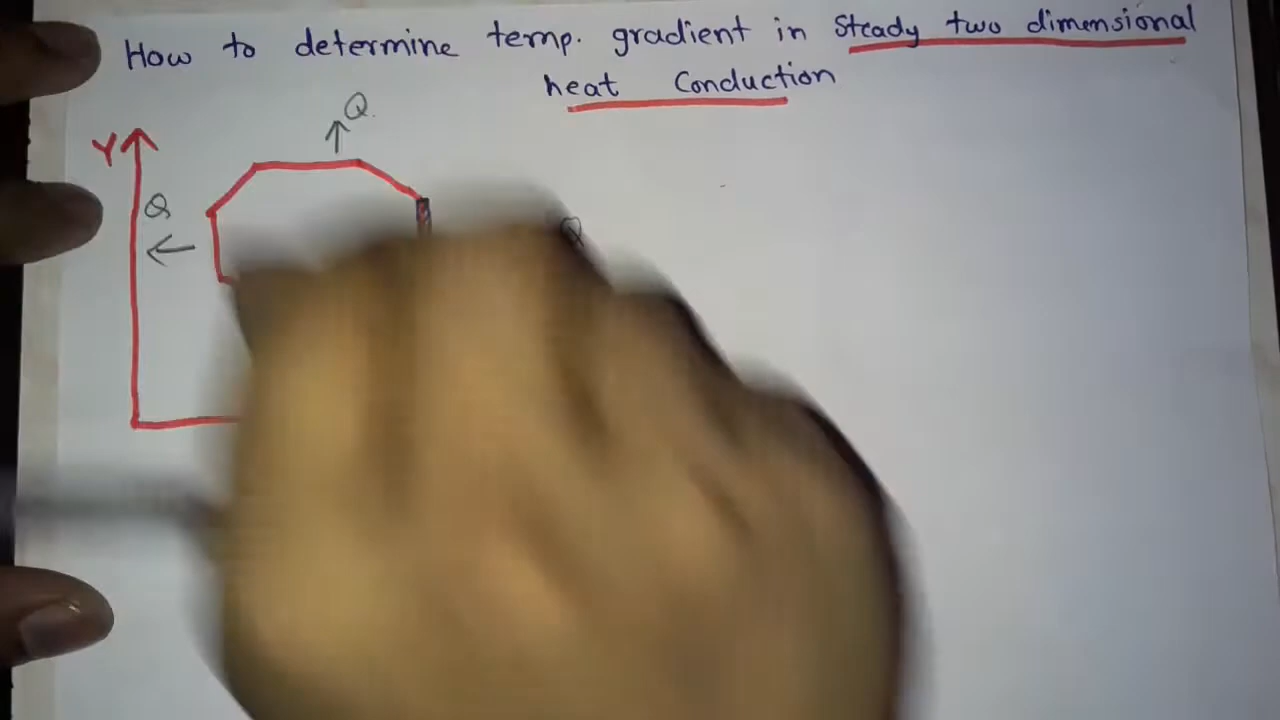 How to determine temp. gradient in Steady two dimensional
heat Conduction
Q
Y
Q
Q